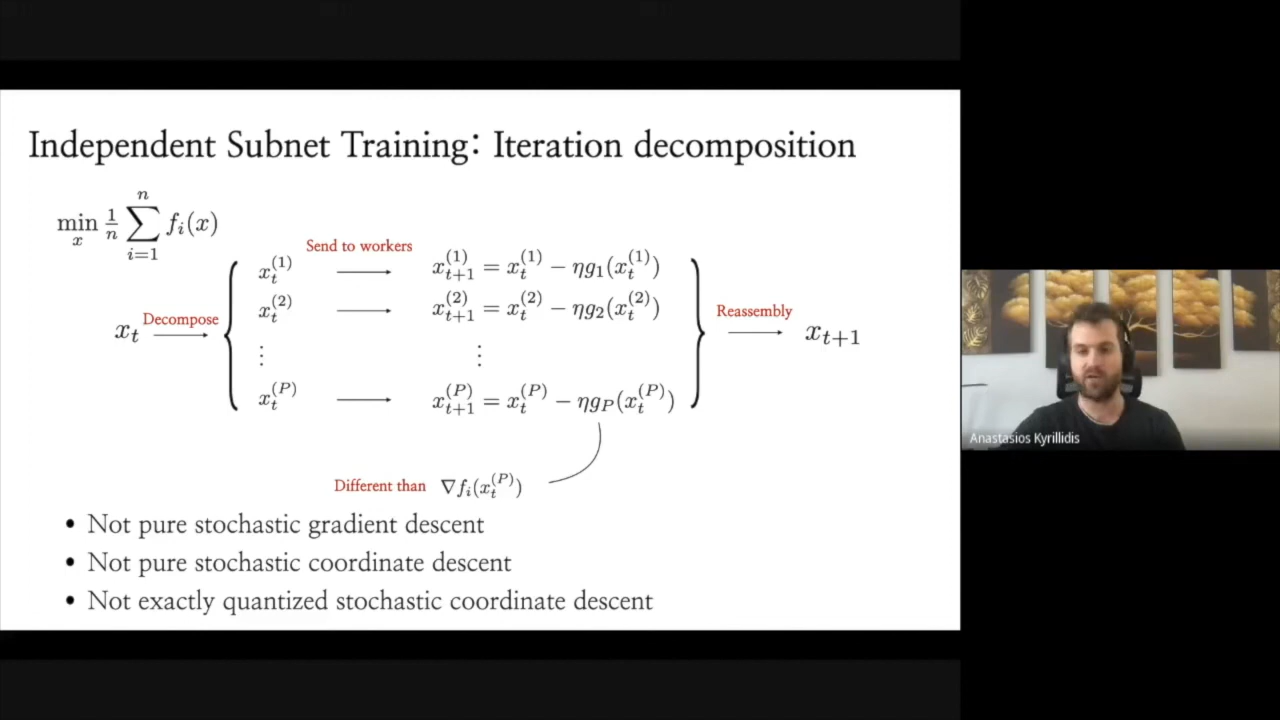 Independent Subnet Training: Iteration decomposition
min_x 1/n ∑_{i=1}^{n} f_i(x)
Send to workers
x_t^{(1)} → x_{t+1}^{(1)} = x_t^{(1)} − ηg_1(x_t^{(1)})
x_t^{(2)} → x_{t+1}^{(2)} = x_t^{(2)} − ηg_2(x_t^{(2)})
Reassembly
Decompose
x_t → x_{t+1}
⋮ ⋮
x_t^{(P)} → x_{t+1}^{(P)} = x_t^{(P)} − ηg_P(x_t^{(P)})
Different than ∇f_i(x_t^{(P)})
• Not pure stochastic gradient descent
• Not pure stochastic coordinate descent
• Not exactly quantized stochastic coordinate descent
Anastasios Kyrillidis